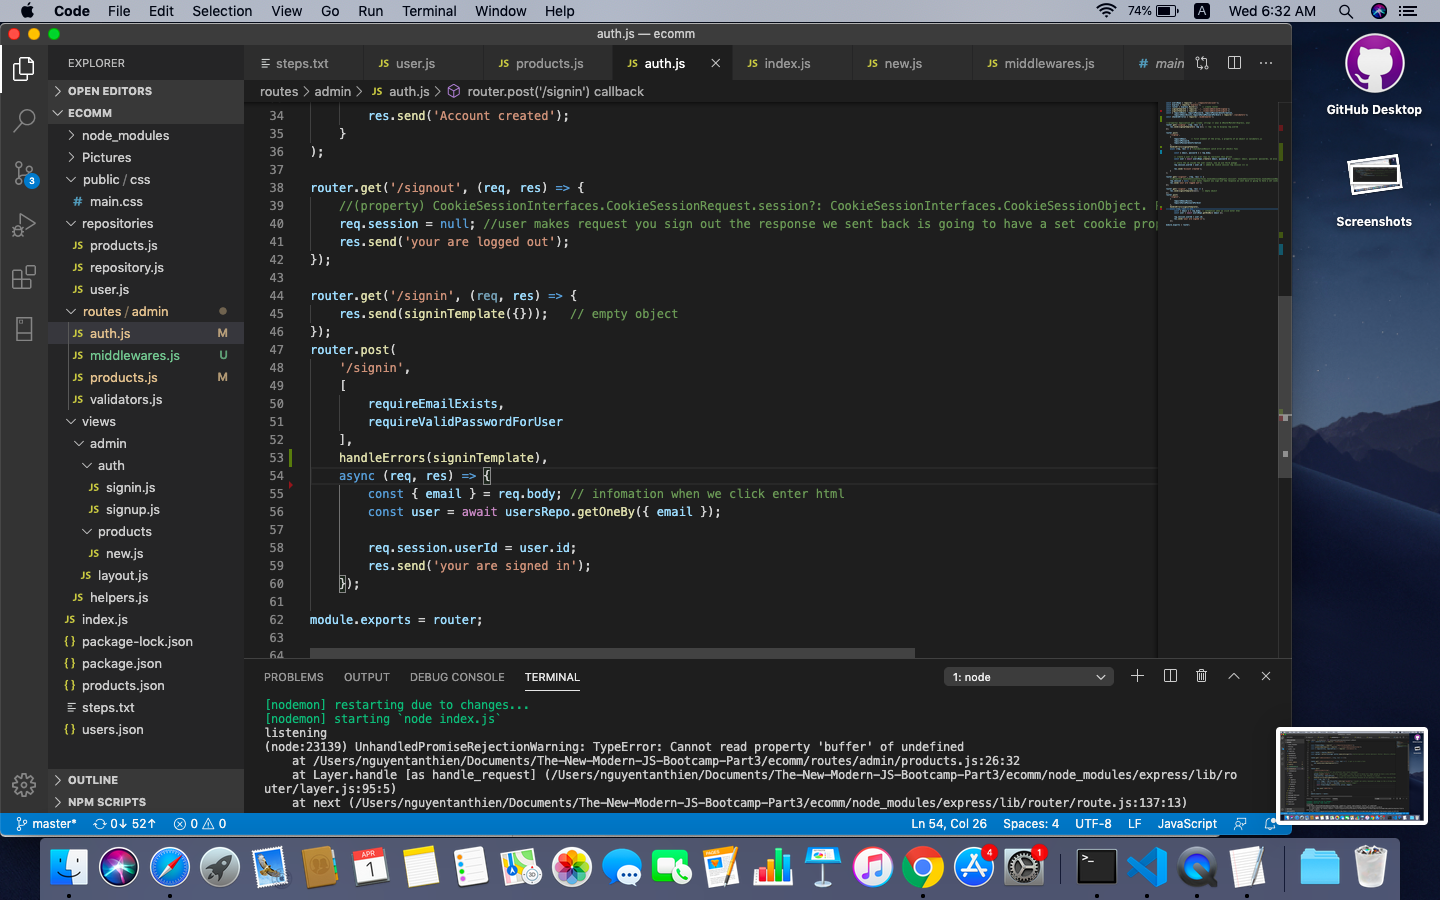 Code File Edit Selection View Go Run Terminal Window Help 74% A Wed 6:32 AM
auth.js — ecomm
EXPLORER
OPEN EDITORS
ECOMM
node_modules
Pictures
public / css
main.css
repositories
products.js
repository.js
user.js
routes / admin
auth.js M
middlewares.js U
products.js M
validators.js
views
admin
auth
signin.js
signup.js
products
new.js
layout.js
helpers.js
index.js
package-lock.json
package.json
products.json
steps.txt
users.json
OUTLINE
NPM SCRIPTS
3
steps.txt JS user.js JS products.js JS auth.js JS index.js JS new.js JS middlewares.js # main
routes > admin > JS auth.js > router.post('/signin') callback
34 res.send('Account created');
35 }
36 );
37
38 router.get('/signout', (req, res) => {
39 //(property) CookieSessionInterfaces.CookieSessionRequest.session?: CookieSessionInterfaces.CookieSessionObject.
40 req.session = null; //user makes request you sign out the response we sent back is going to have a set cookie prop
41 res.send('your are logged out');
42 });
43
44 router.get('/signin', (req, res) => {
45 res.send(signinTemplate({})); // empty object
46 });
47 router.post(
48 '/signin',
49 [
50 requireEmailExists,
51 requireValidPasswordForUser
52 ],
53 handleErrors(signinTemplate),
54 async (req, res) => {
55 const { email } = req.body; // infomation when we click enter html
56 const user = await usersRepo.getOneBy({ email });
57
58 req.session.userId = user.id;
59 res.send('your are signed in');
60 });
61
62 module.exports = router;
63
64
PROBLEMS OUTPUT DEBUG CONSOLE TERMINAL 1: node
[nodemon] restarting due to changes...
[nodemon] starting `node index.js`
listening
(node:23139) UnhandledPromiseRejectionWarning: TypeError: Cannot read property 'buffer' of undefined
at /Users/nguyentanthien/Documents/The-New-Modern-JS-Bootcamp-Part3/ecomm/routes/admin/products.js:26:32
at Layer.handle [as handle_request] (/Users/nguyentanthien/Documents/The-New-Modern-JS-Bootcamp-Part3/ecomm/node_modules/express/lib/ro
uter/layer.js:95:5)
at next (/Users/nguyentanthien/Documents/The-New-Modern-JS-Bootcamp-Part3/ecomm/node_modules/express/lib/router/route.js:137:13)
master* 0↓ 52↑ 0 0 Ln 54, Col 26 Spaces: 4 UTF-8 LF JavaScript
GitHub Desktop
Screenshots
APR
1
4
1